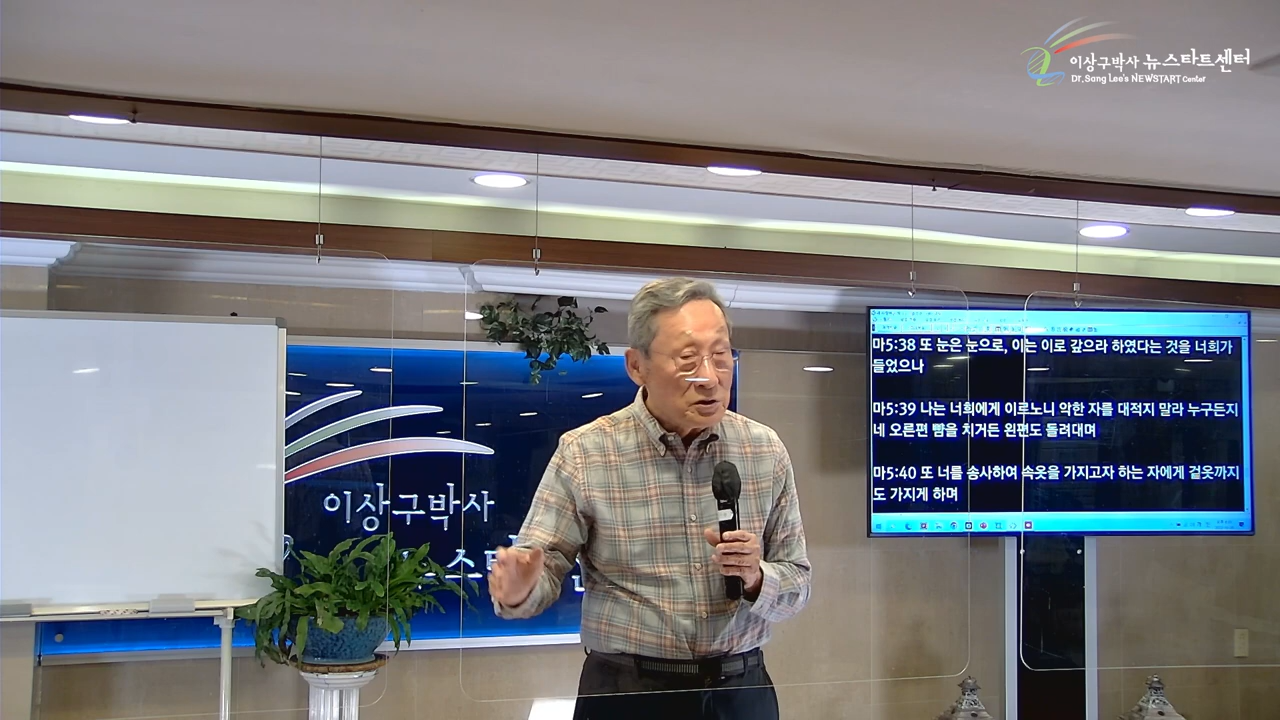 이상구박사 뉴스타트센터
Dr. Sang Lee's NEWSTART Center
마5:38 또 눈은 눈으로, 이는 이로 갚으라 하였다는 것을 너희가
들었으나
마5:39 나는 너희에게 이르노니 악한 자를 대적지 말라 누구든지
네 오른편 뺨을 치거든 왼편도 돌려대며
마5:40 또 너를 송사하여 속옷을 가지고자 하는 자에게 겉옷까지
도 가지게 하며
이상구박사